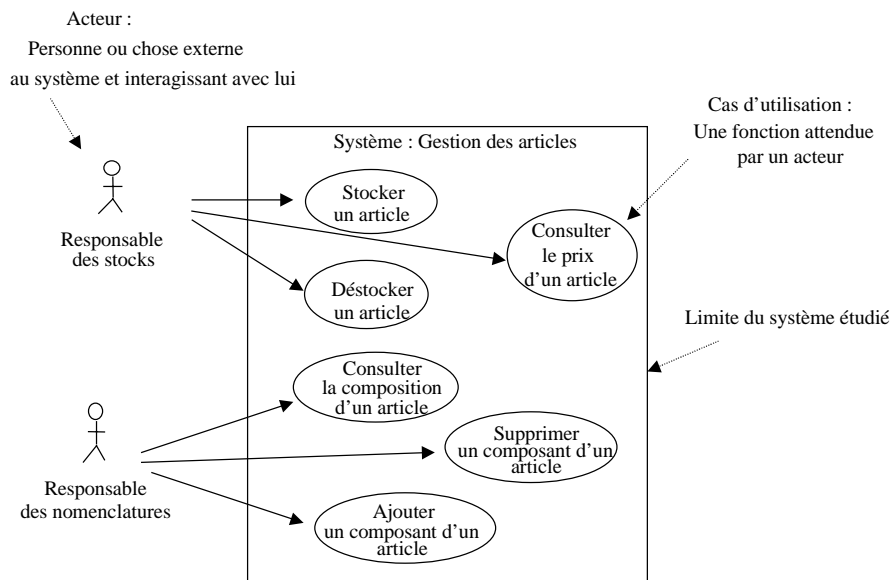 Acteur :
Personne ou chose externe
au système et interagissant avec lui
Cas d’utilisation :
Une fonction attendue
par un acteur
Système : Gestion des articles
Stocker
un article
Responsable
des stocks
Consulter
le prix
d’un article
Déstocker
un article
Limite du système étudié
Consulter
la composition
d’un article
Supprimer
un composant d’un
article
Responsable
des nomenclatures
Ajouter
un composant d’un
article